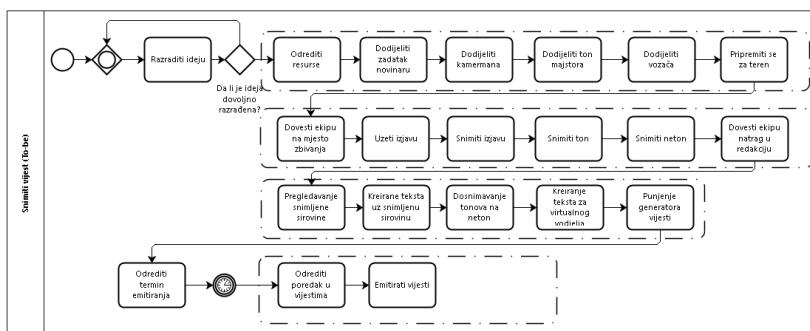 Snimiti vijest (To-be)
Razraditi ideju
Da li je ideja
dovoljno
razrađena?
Odrediti
resurse
Dodijeliti
zadatak
novinaru
Dodijeliti
kamermana
Dodijeliti ton
majstora
Dodijeliti
vozača
Pripremiti se
za teren
Dovesti ekipu
na mjesto
zbivanja
Uzeti izjavu
Snimiti izjavu
Snimiti ton
Snimiti neton
Dovesti ekipu
natrag u
redakciju
Pregledavanje
snimljene
sirovine
Kreirane teksta
uz snimljenu
sirovinu
Dosnimavanje
tonova na
neton
Kreiranje
teksta za
virtualnog
voditelja
Punjenje
generatora
vijesti
Odrediti
termin
emitiranja
Odrediti
poredak u
vijestima
Emitirati vijesti